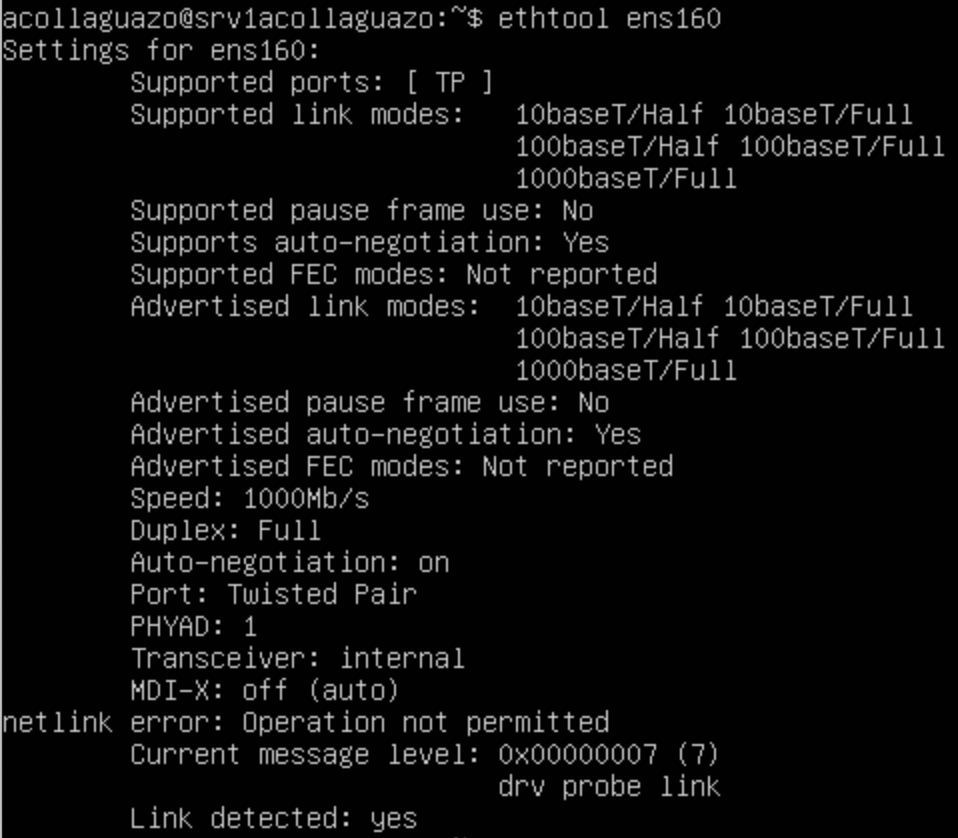 acollaguazo@srv1acollaguazo:~$ ethtool ens160
Settings for ens160:
Supported ports: [ TP ]
Supported link modes:   10baseT/Half 10baseT/Full
100baseT/Half 100baseT/Full
1000baseT/Full
Supported pause frame use: No
Supports auto-negotiation: Yes
Supported FEC modes: Not reported
Advertised link modes:  10baseT/Half 10baseT/Full
100baseT/Half 100baseT/Full
1000baseT/Full
Advertised pause frame use: No
Advertised auto-negotiation: Yes
Advertised FEC modes: Not reported
Speed: 1000Mb/s
Duplex: Full
Auto-negotiation: on
Port: Twisted Pair
PHYAD: 1
Transceiver: internal
MDI-X: off (auto)
netlink error: Operation not permitted
Current message level: 0x00000007 (7)
drv probe link
Link detected: yes